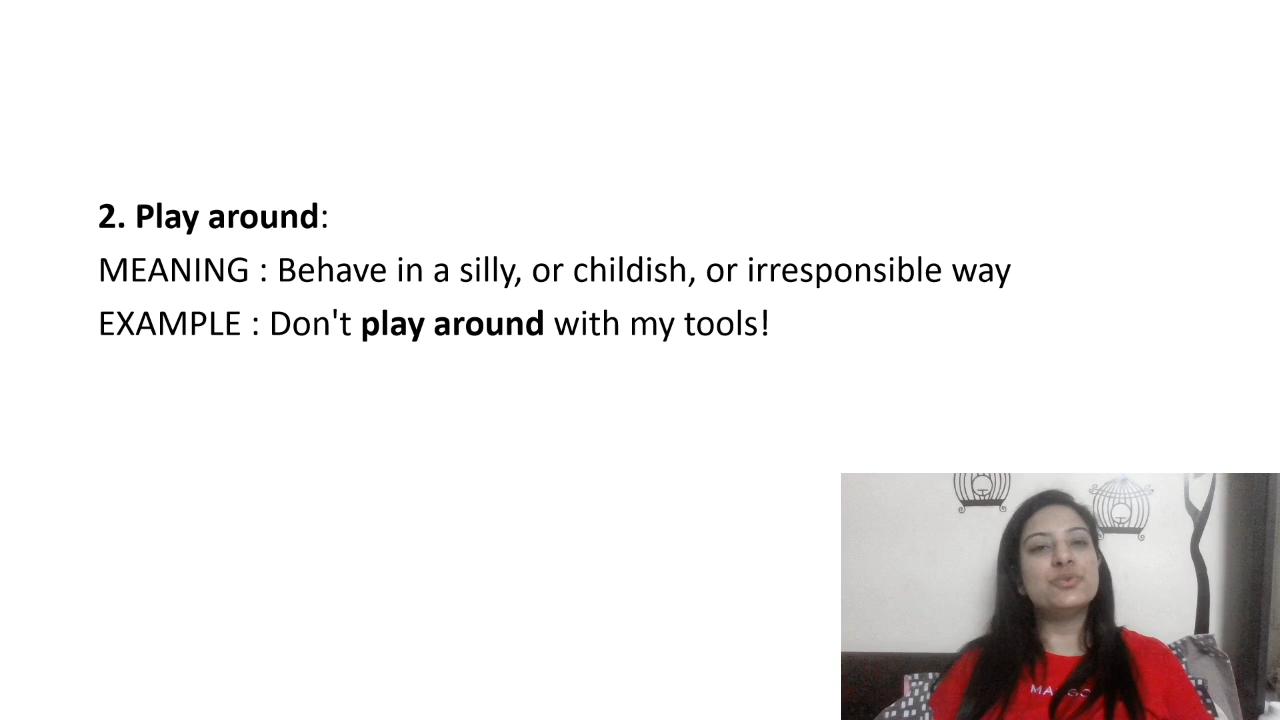 2. Play around:
MEANING : Behave in a silly, or childish, or irresponsible way
EXAMPLE : Don't play around with my tools!